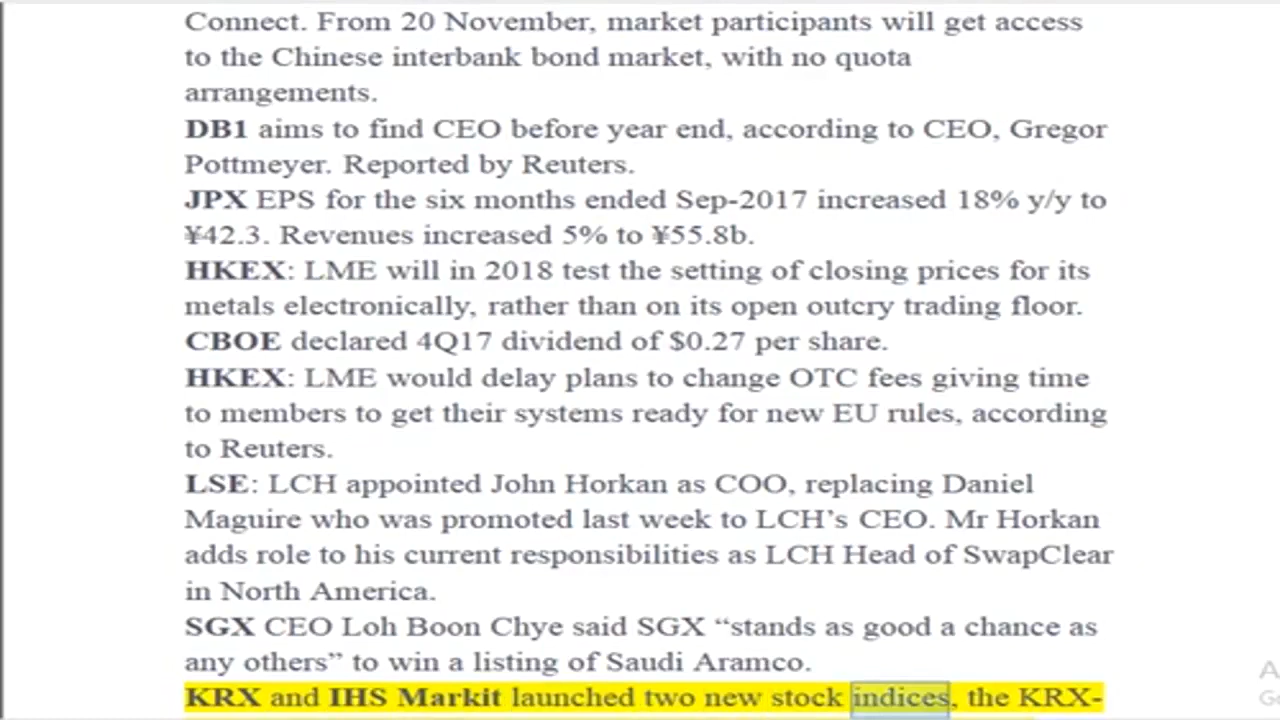 Connect. From 20 November, market participants will get access
to the Chinese interbank bond market, with no quota
arrangements.
DB1 aims to find CEO before year end, according to CEO, Gregor
Pottmeyer. Reported by Reuters.
JPX EPS for the six months ended Sep-2017 increased 18% y/y to
¥42.3. Revenues increased 5% to ¥55.8b.
HKEX: LME will in 2018 test the setting of closing prices for its
metals electronically, rather than on its open outcry trading floor.
CBOE declared 4Q17 dividend of $0.27 per share.
HKEX: LME would delay plans to change OTC fees giving time
to members to get their systems ready for new EU rules, according
to Reuters.
LSE: LCH appointed John Horkan as COO, replacing Daniel
Maguire who was promoted last week to LCH’s CEO. Mr Horkan
adds role to his current responsibilities as LCH Head of SwapClear
in North America.
SGX CEO Loh Boon Chye said SGX “stands as good a chance as
any others” to win a listing of Saudi Aramco.
KRX and IHS Markit launched two new stock indices, the KRX-